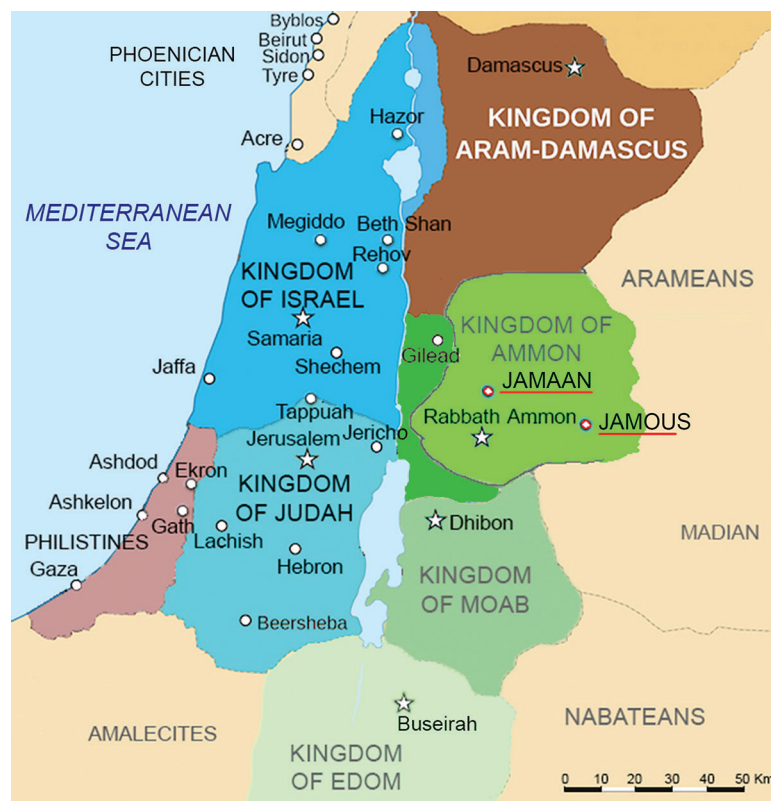 Byblos
Beirut
Sidon
Tyre
PHOENICIAN
CITIES
Damascus
KINGDOM OF
ARAM-DAMASCUS
Hazor
Acre
MEDITERRANEAN
SEA
Megiddo
Beth Shan
Rehov
KINGDOM
OF ISRAEL
ARAMEANS
Samaria
KINGDOM OF
AMMON
Gilead
Shechem
Jaffa
JAMAAN
Tappuah
Rabbath Ammon
JAMOUS
Jerusalem
Jericho
Ashdod
Ekron
KINGDOM
OF JUDAH
Ashkelon
Gath
Lachish
Dhibon
PHILISTINES
MADIAN
Gaza
Hebron
KINGDOM
OF MOAB
Beersheba
AMALECITES
Buseirah
NABATEANS
KINGDOM
OF EDOM
0 10 20 30 40 50 Km